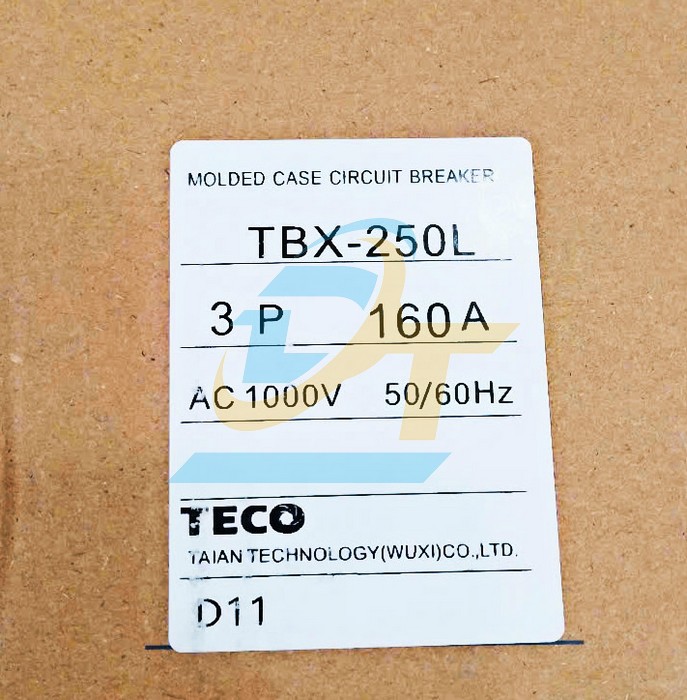 MOLDED CASE CIRCUIT BREAKER
TBX-250L
3 P 160 A
AC 1000V 50/60Hz
TECO
TAIAN TECHNOLOGY(WUXI)CO.,LTD.
D11